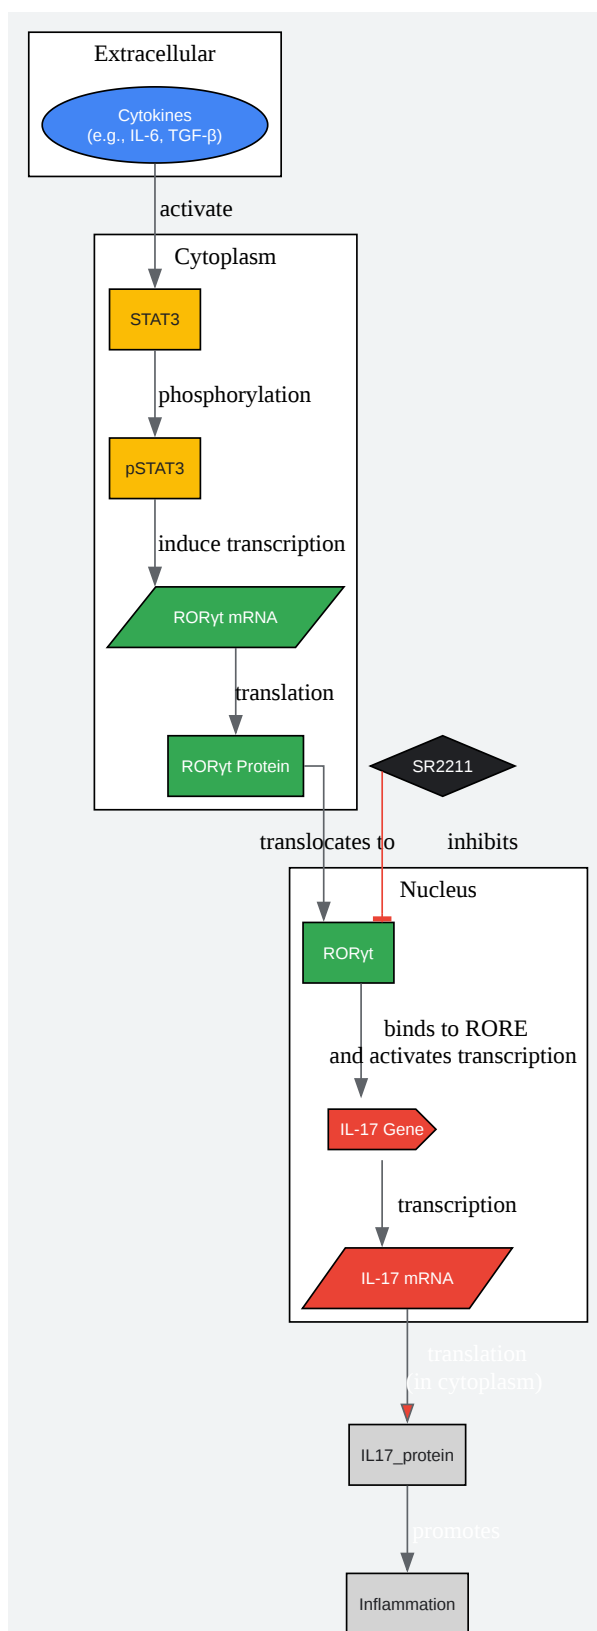 Extracellular
Cytokines
(e.g., IL-6, TGF-β)
activate
Cytoplasm
STAT3
phosphorylation
pSTAT3
induce transcription
RORγt mRNA
translation
RORγt Protein
SR2211
translocates to
inhibits
Nucleus
RORγt
binds to RORE
and activates transcription
IL-17 Gene
transcription
IL-17 mRNA
translation
(in cytoplasm)
IL17_protein
promotes
Inflammation